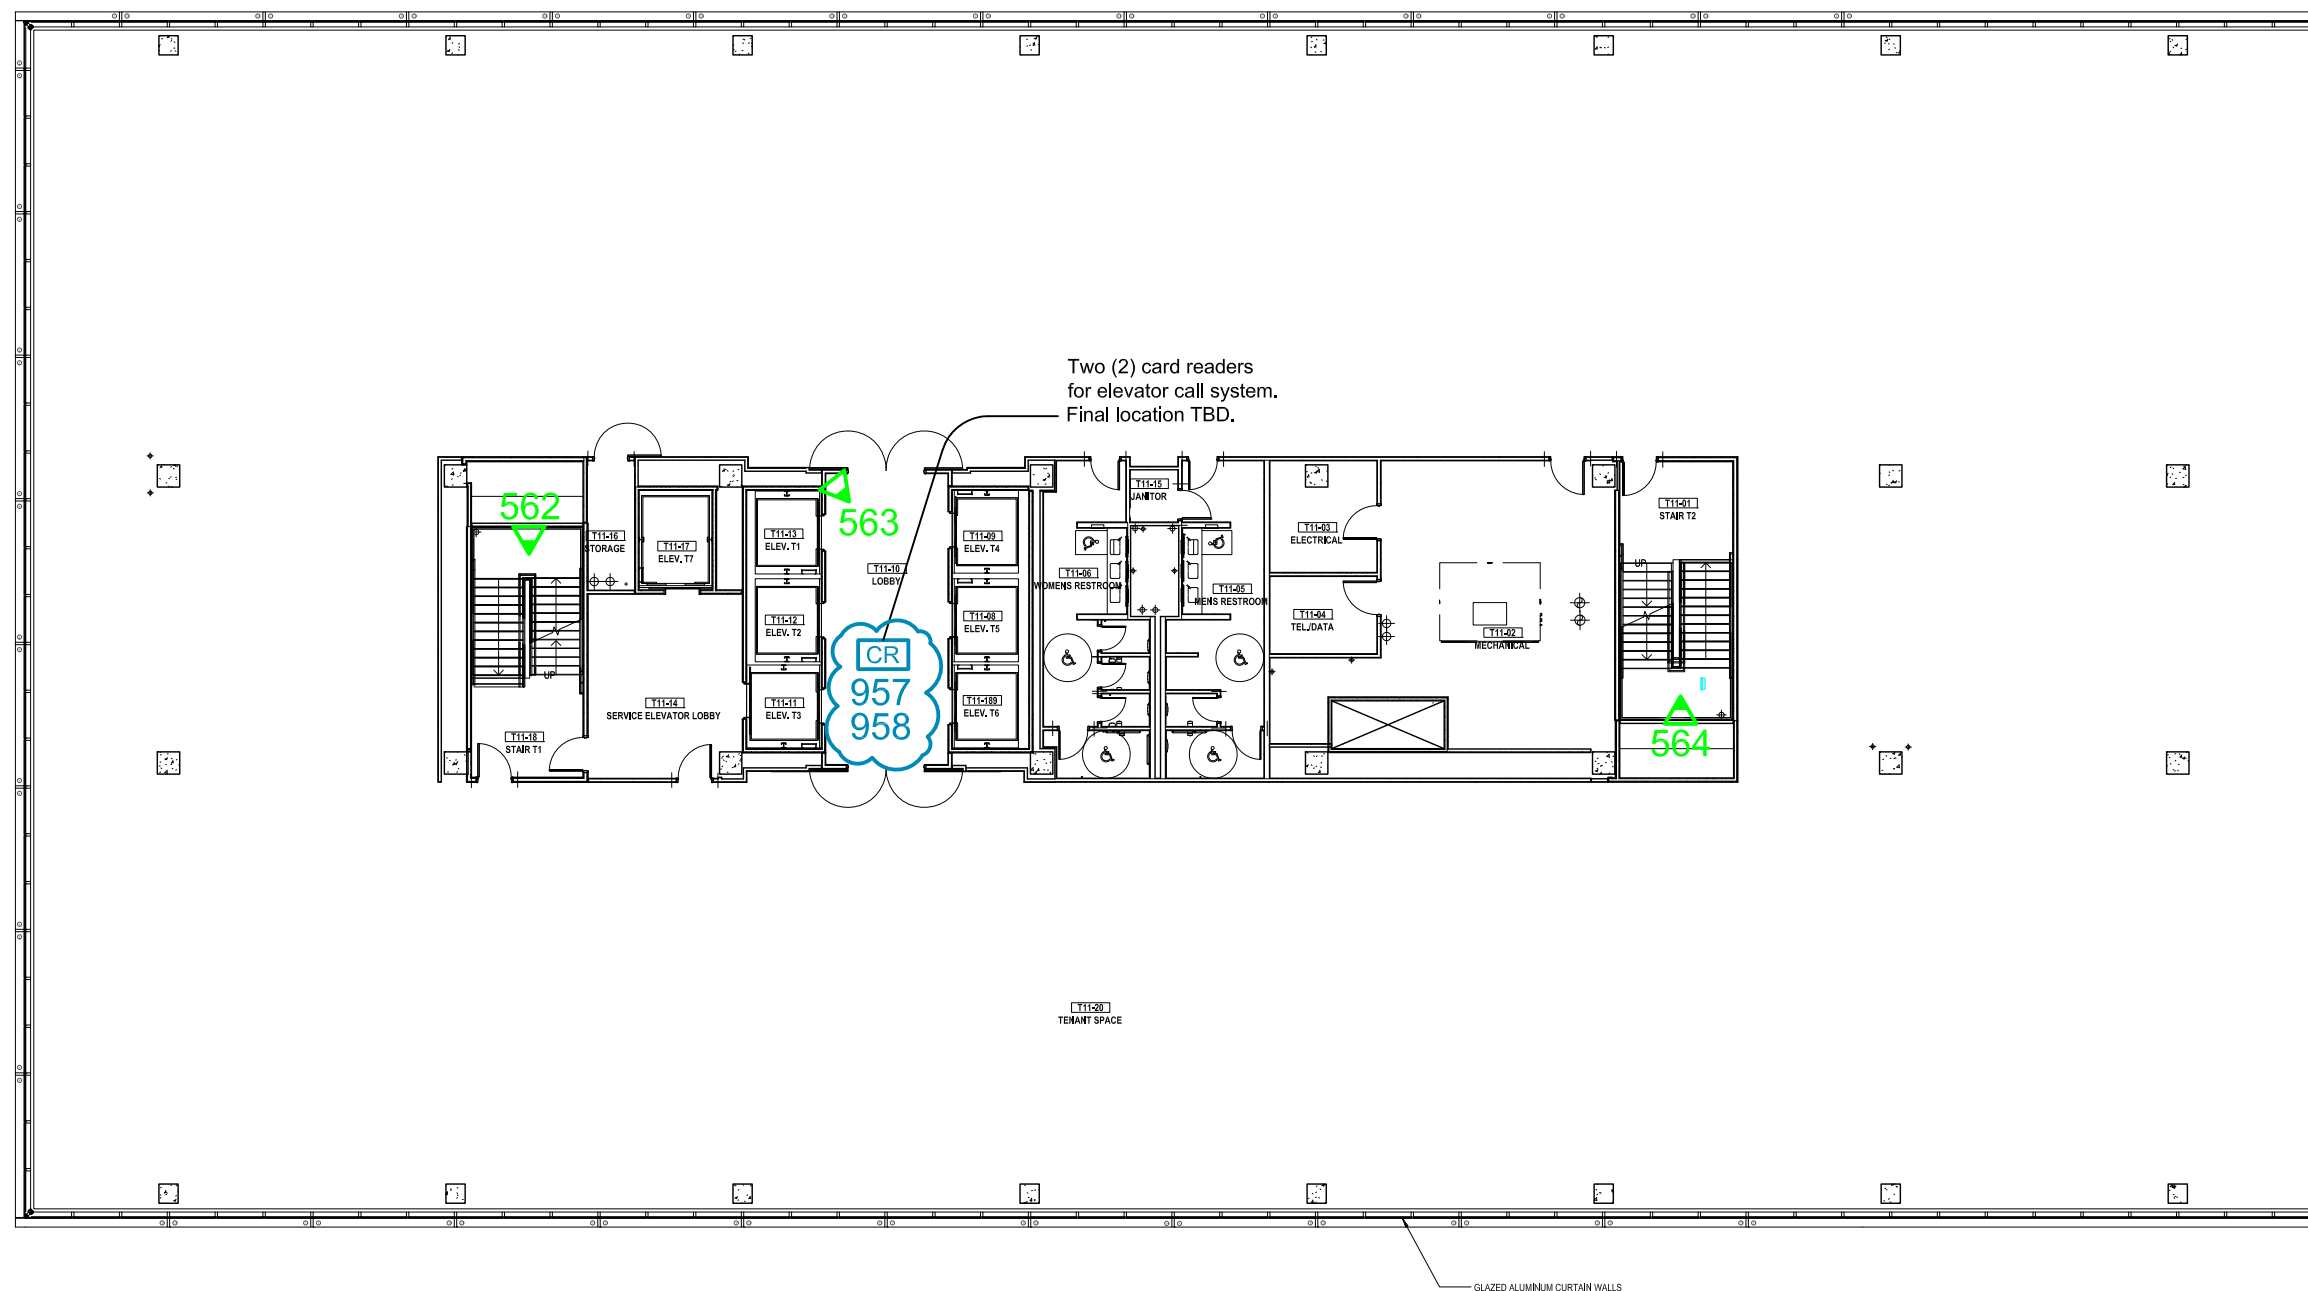 Two (2) card readers
for elevator call system.
Final location TBD.
562
563
564
CR
957
958
T11-16
STORAGE
T11-17
ELEV. T7
T11-13
ELEV. T1
T11-12
ELEV. T2
T11-11
ELEV. T3
T11-10
LOBBY
T11-09
ELEV. T4
T11-08
ELEV. T5
T11-189
ELEV. T6
T11-14
SERVICE ELEVATOR LOBBY
T11-18
STAIR T1
UP
T11-15
JANITOR
T11-06
WOMENS RESTROOM
T11-05
MENS RESTROOM
T11-03
ELECTRICAL
T11-04
TEL./DATA
T11-02
MECHANICAL
T11-01
STAIR T2
UP
T11-20
TENANT SPACE
GLAZED ALUMINUM CURTAIN WALLS